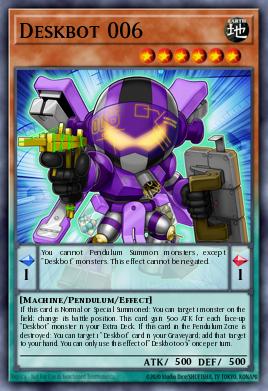 DESKBOT 006
EARTH
地
You cannot Pendulum Summon monsters, except
"Deskbot" monsters. This effect cannot be negated.
1
1
[MACHINE/PENDULUM/EFFECT]
If this card is Normal or Special Summoned: You can target 1 monster on the
field; change its battle position. This card gains 500 ATK for each face-up
"Deskbot" monster in your Extra Deck. If this card in the Pendulum Zone is
destroyed: You can target 1 "Deskbot" card in your Graveyard; add that target
to your hand. You can only use this effect of "Deskbot 006" once per turn.
ATK/ 500 DEF/ 500